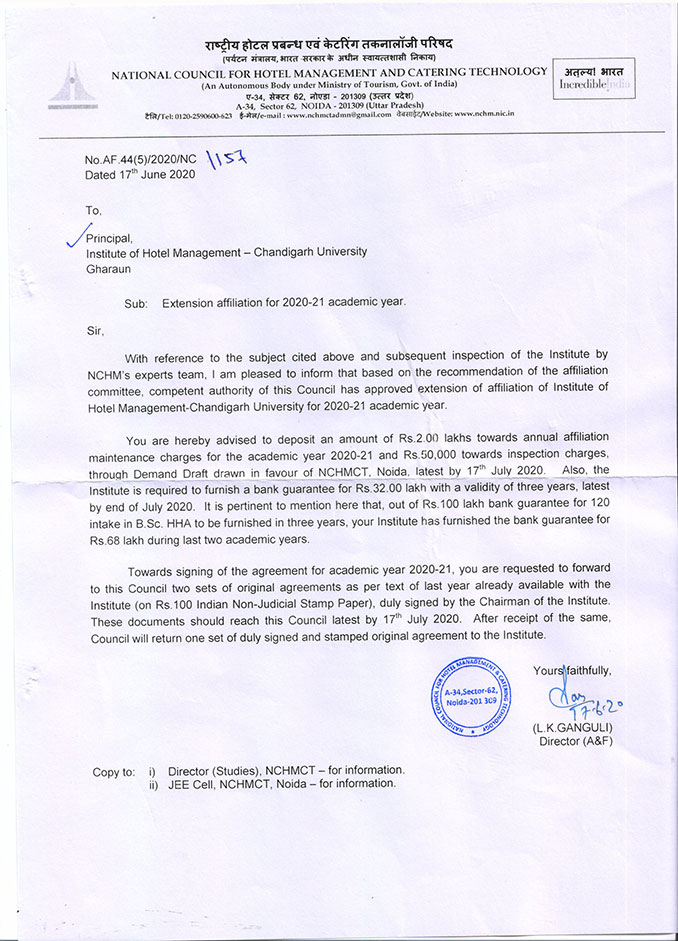 राष्ट्रीय होटल प्रबन्ध एवं केटरिंग तकनालॉजी परिषद
(पर्यटन मंत्रालय, भारत सरकार के अधीन स्वायत्तशासी निकाय)
NATIONAL COUNCIL FOR HOTEL MANAGEMENT AND CATERING TECHNOLOGY
(An Autonomous Body under Ministry of Tourism, Govt. of India)
ए-34, सेक्टर 62, नोएडा - 201309 (उत्तर प्रदेश)
A-34, Sector 62, NOIDA - 201309 (Uttar Pradesh)
टैलि/Tel: 0120-2590600-623 ई-मेल/e-mail : www.nchmctadmn@gmail.com वेबसाईट/Website: www.nchm.nic.in
अतुल्य! भारत
Incredible!ndia
No.AF.44(5)/2020/NC /157
Dated 17th June 2020
To,
Principal,
Institute of Hotel Management – Chandigarh University
Gharaun
Sub: Extension affiliation for 2020-21 academic year.
Sir,
With reference to the subject cited above and subsequent inspection of the Institute by
NCHM's experts team, I am pleased to inform that based on the recommendation of the affiliation
committee, competent authority of this Council has approved extension of affiliation of Institute of
Hotel Management-Chandigarh University for 2020-21 academic year.
You are hereby advised to deposit an amount of Rs.2.00 lakhs towards annual affiliation
maintenance charges for the academic year 2020-21 and Rs.50,000 towards inspection charges,
through Demand Draft drawn in favour of NCHMCT, Noida, latest by 17th July 2020. Also, the
Institute is required to furnish a bank guarantee for Rs.32.00 lakh with a validity of three years, latest
by end of July 2020. It is pertinent to mention here that, out of Rs.100 lakh bank guarantee for 120
intake in B.Sc. HHA to be furnished in three years, your Institute has furnished the bank guarantee for
Rs.68 lakh during last two academic years.
Towards signing of the agreement for academic year 2020-21, you are requested to forward
to this Council two sets of original agreements as per text of last year already available with the
Institute (on Rs.100 Indian Non-Judicial Stamp Paper), duly signed by the Chairman of the Institute.
These documents should reach this Council latest by 17th July 2020. After receipt of the same,
Council will return one set of duly signed and stamped original agreement to the Institute.
NATIONAL COUNCIL FOR HOTEL MANAGEMENT & CATERING TECHNOLOGY
A-34,Sector-62,
Noida-201 309
Yours faithfully,
17-6-20
(L.K.GANGULI)
Director (A&F)
Copy to: i) Director (Studies), NCHMCT – for information.
ii) JEE Cell, NCHMCT, Noida – for information.